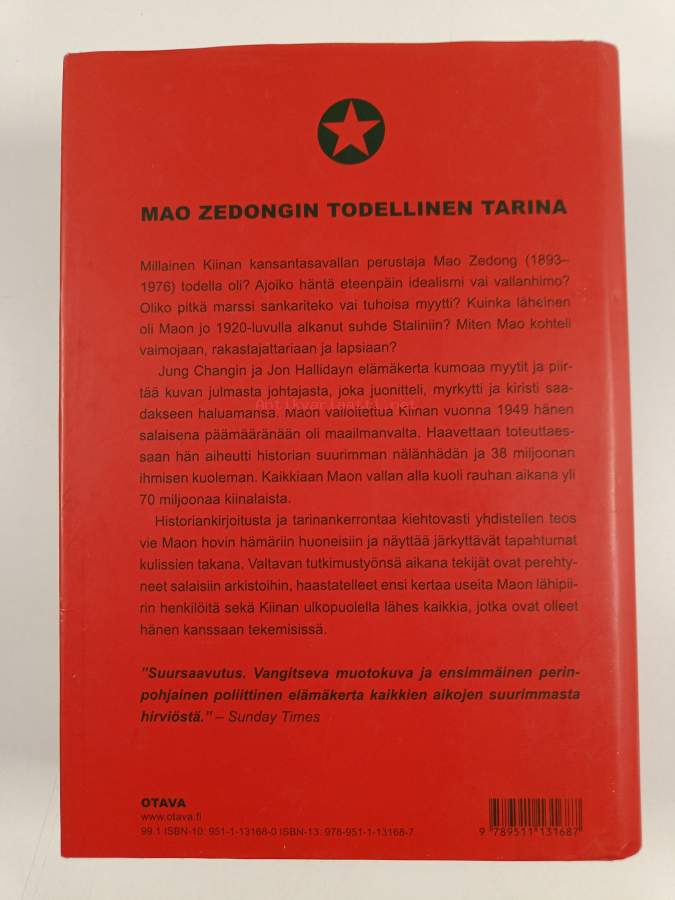 MAO ZEDONGIN TODELLINEN TARINA
Millainen Kiinan kansantasavallan perustaja Mao Zedong (1893–
1976) todella oli? Ajoiko häntä eteenpäin idealismi vai vallanhimo?
Oliko pitkä marssi sankariteko vai tuhoisa myytti? Kuinka läheinen
oli Maon jo 1920-luvulla alkanut suhde Staliniin? Miten Mao kohteli
vaimojaan, rakastajattariaan ja lapsiaan?
Jung Changin ja Jon Hallidayn elämäkerta kumoaa myytit ja piir-
tää kuvan julmasta johtajasta, joka juonitteli, myrkytti ja kiristi saa-
Antikvariaatti.net
dakseen haluamansa. Maon valloitettua Kiinan vuonna 1949 hänen
salaisena päämääränään oli maailmanvalta. Haavettaan toteuttaes-
saan hän aiheutti historian suurimman nälänhädän ja 38 miljoonan
ihmisen kuoleman. Kaikkiaan Maon vallan alla kuoli rauhan aikana yli
70 miljoonaa kiinalaista.
Historiankirjoitusta ja tarinankerrontaa kiehtovasti yhdistellen teos
vie Maon hovin hämäriin huoneisiin ja näyttää järkyttävät tapahtumat
kulissien takana. Valtavan tutkimustyönsä aikana tekijät ovat perehty-
neet salaisiin arkistoihin, haastatelleet ensi kertaa useita Maon lähipii-
rin henkilöitä sekä Kiinan ulkopuolella lähes kaikkia, jotka ovat olleet
hänen kanssaan tekemisissä.
"Suursaavutus. Vangitseva muotokuva ja ensimmäinen perin-
pohjainen poliittinen elämäkerta kaikkien aikojen suurimmasta
hirviöstä." – Sunday Times
OTAVA
www.otava.fi
99.1 ISBN-10: 951-1-13168-0 ISBN-13: 978-951-1-13168-7
9 789511 131687